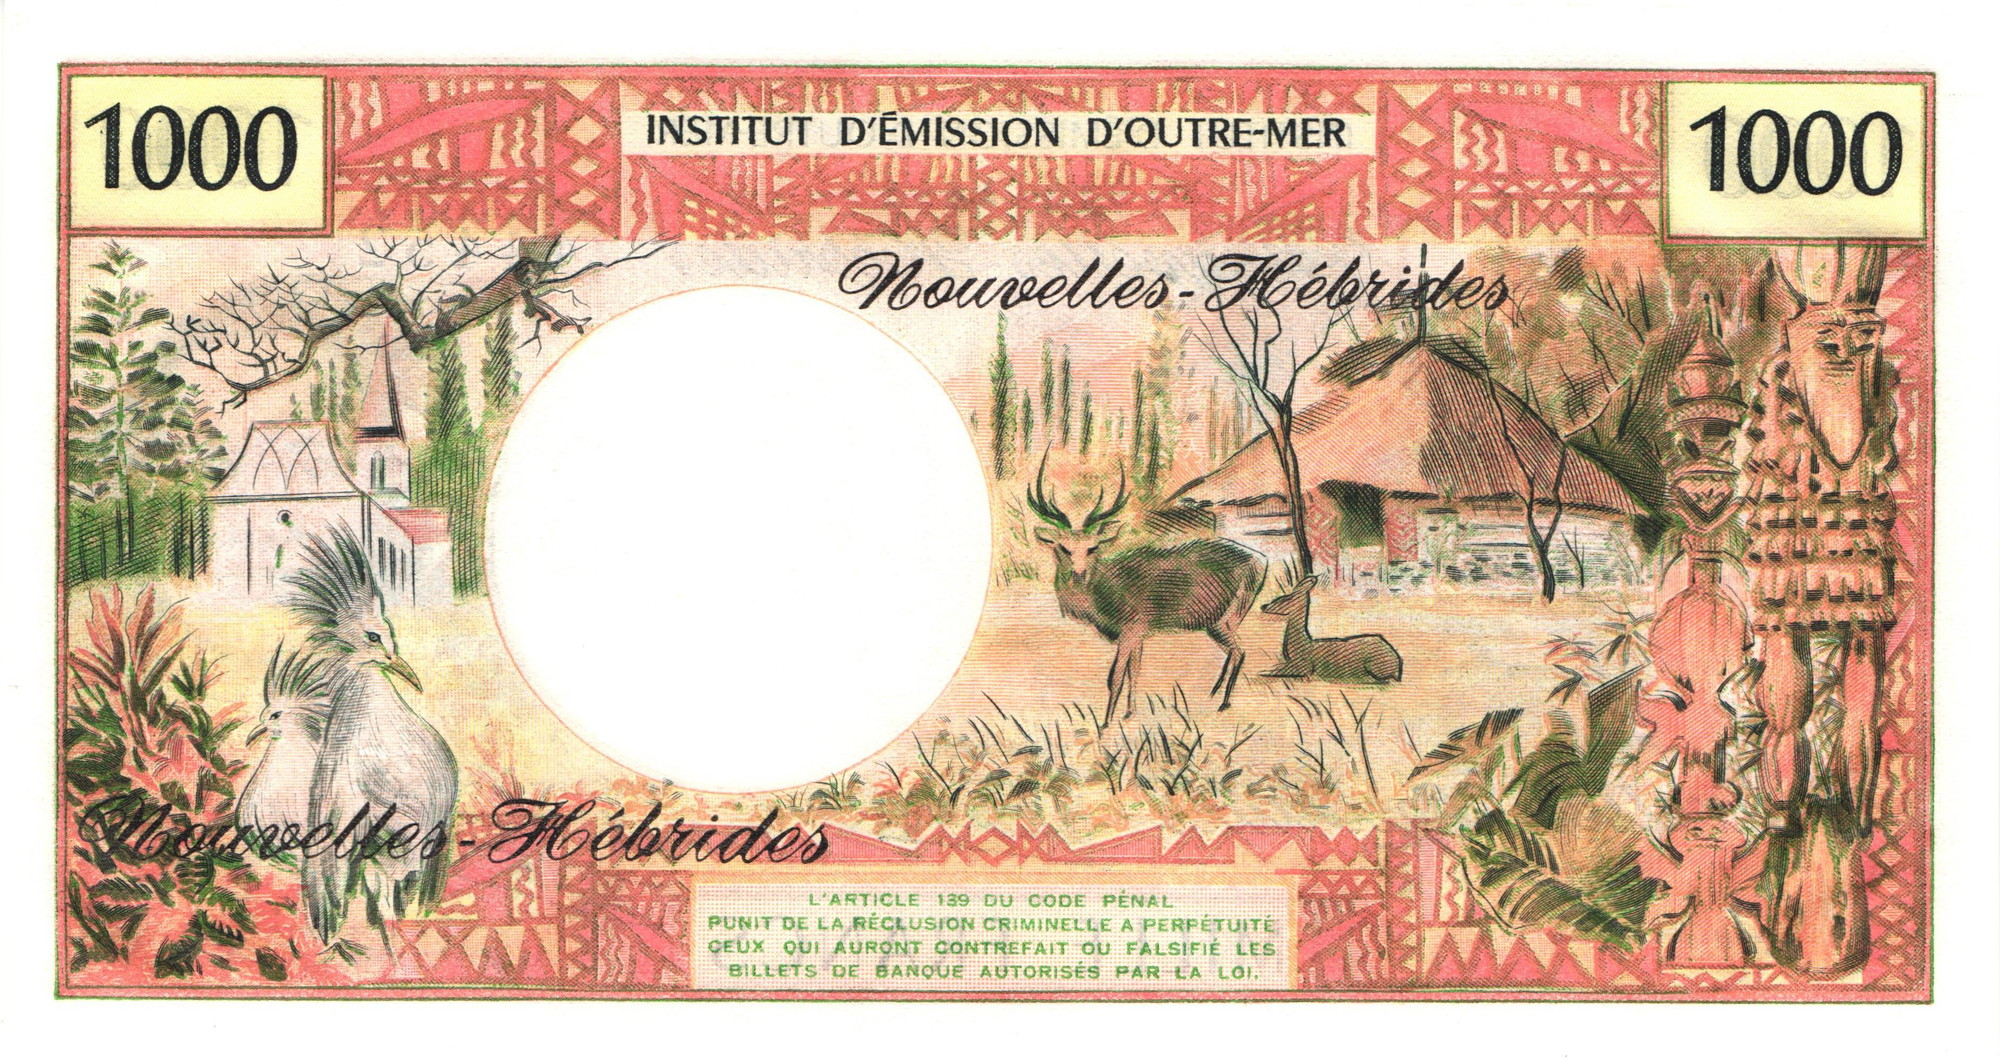 1000
INSTITUT D'ÉMISSION D'OUTRE-MER
1000
Nouvelles-Hébrides
Nouvelles-Hébrides
L'ARTICLE 139 DU CODE PÉNAL
PUNIT DE LA RÉCLUSION CRIMINELLE A PERPÉTUITÉ
CEUX QUI AURONT CONTREFAIT OU FALSIFIÉ LES
BILLETS DE BANQUE AUTORISÉS PAR LA LOI.